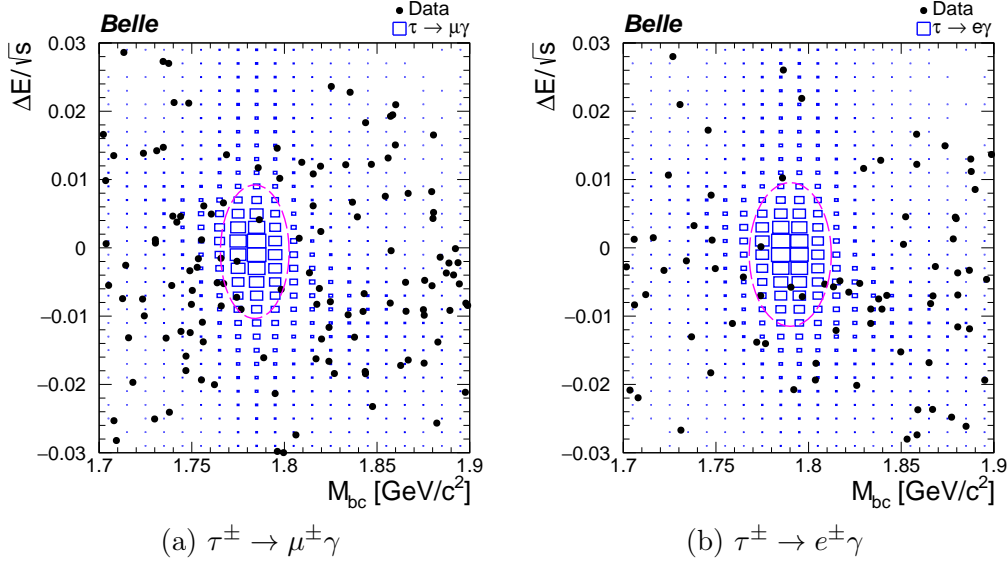 Belle
Data
τ → μγ
ΔE/√s
0.03
0.02
0.01
0
−0.01
−0.02
−0.03
1.7
1.75
1.8
1.85
1.9
M_bc [GeV/c²]
(a) τ± → μ±γ
Belle
Data
τ → eγ
ΔE/√s
0.03
0.02
0.01
0
−0.01
−0.02
−0.03
1.7
1.75
1.8
1.85
1.9
M_bc [GeV/c²]
(b) τ± → e±γ